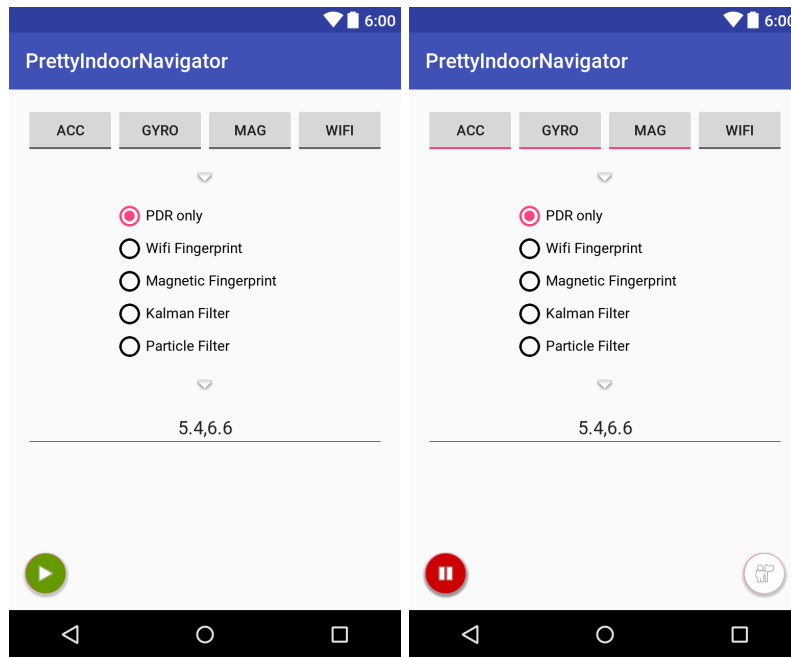 6:00
PrettyIndoorNavigator
ACC GYRO MAG WIFI
PDR only
Wifi Fingerprint
Magnetic Fingerprint
Kalman Filter
Particle Filter
5.4,6.6
6:00
PrettyIndoorNavigator
ACC GYRO MAG WIFI
PDR only
Wifi Fingerprint
Magnetic Fingerprint
Kalman Filter
Particle Filter
5.4,6.6